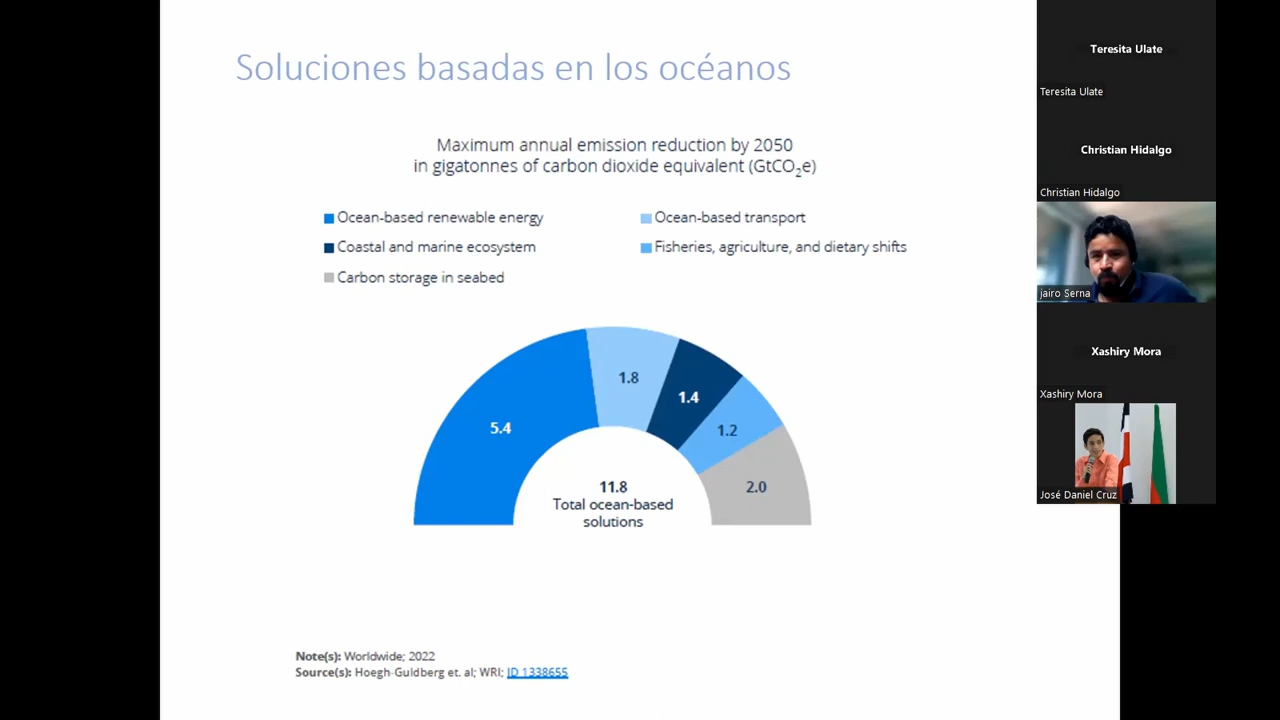 Soluciones basadas en los océanos
Maximum annual emission reduction by 2050
in gigatonnes of carbon dioxide equivalent (GtCO₂e)
Ocean-based renewable energy
Ocean-based transport
Coastal and marine ecosystem
Fisheries, agriculture, and dietary shifts
Carbon storage in seabed
5.4
1.8
1.4
1.2
2.0
11.8
Total ocean-based
solutions
Note(s): Worldwide; 2022
Source(s): Hoegh-Guldberg et. al; WRI; ID 1338655
Teresita Ulate
Teresita Ulate
Christian Hidalgo
Christian Hidalgo
jairo Serna
Xashiry Mora
Xashiry Mora
José Daniel Cruz